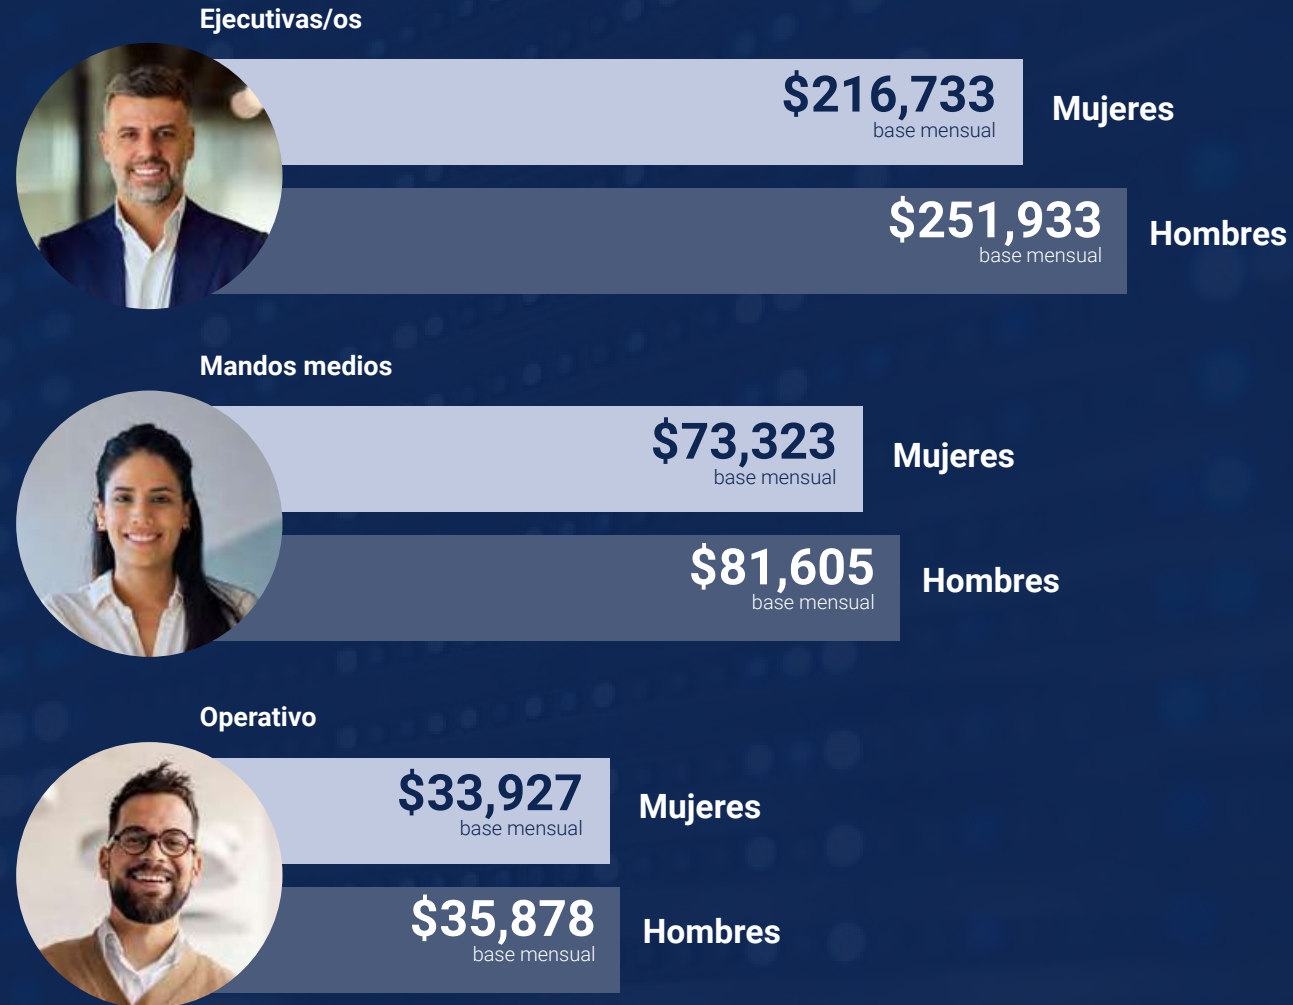 Ejecutivas/os
$216,733
base mensual
Mujeres
$251,933
base mensual
Hombres
Mandos medios
$73,323
base mensual
Mujeres
$81,605
base mensual
Hombres
Operativo
$33,927
base mensual
Mujeres
$35,878
base mensual
Hombres